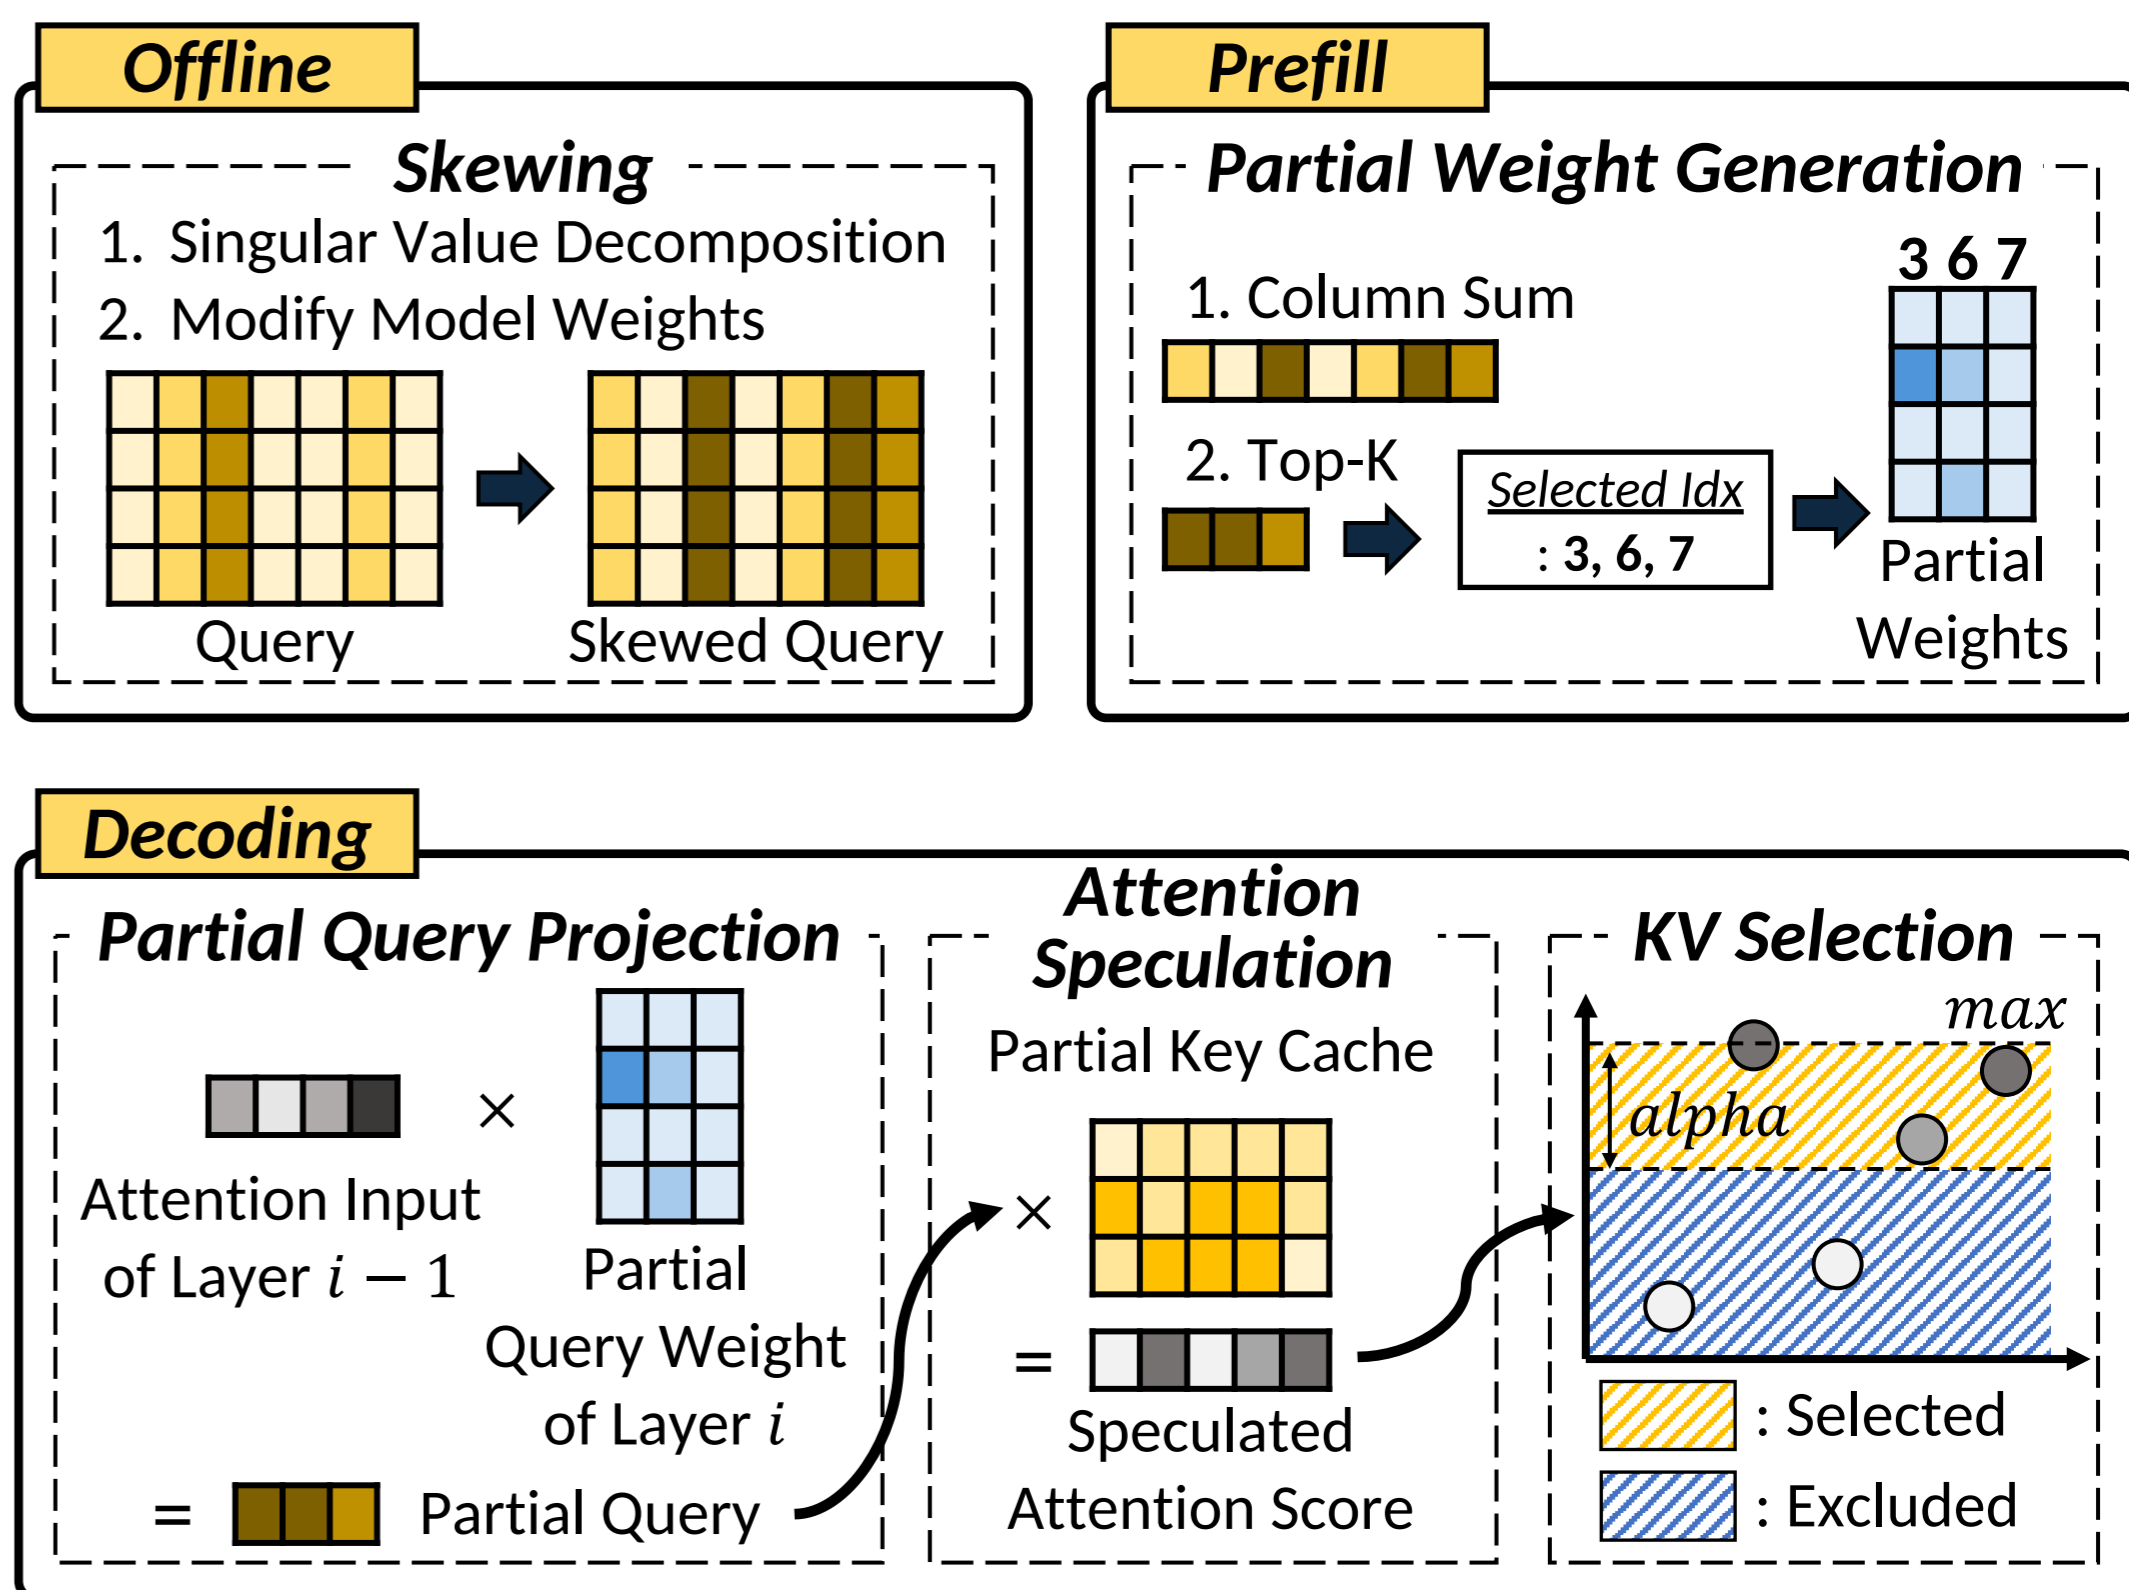 Offline
Skewing
1. Singular Value Decomposition
2. Modify Model Weights
Query
Skewed Query
Prefill
Partial Weight Generation
1. Column Sum
2. Top-K
Selected Idx
: 3, 6, 7
3 6 7
Partial
Weights
Decoding
Partial Query Projection
×
Attention Input
of Layer i − 1
Partial
Query Weight
of Layer i
= Partial Query
Attention
Speculation
Partial Key Cache
×
=
Speculated
Attention Score
KV Selection
max
alpha
: Selected
: Excluded